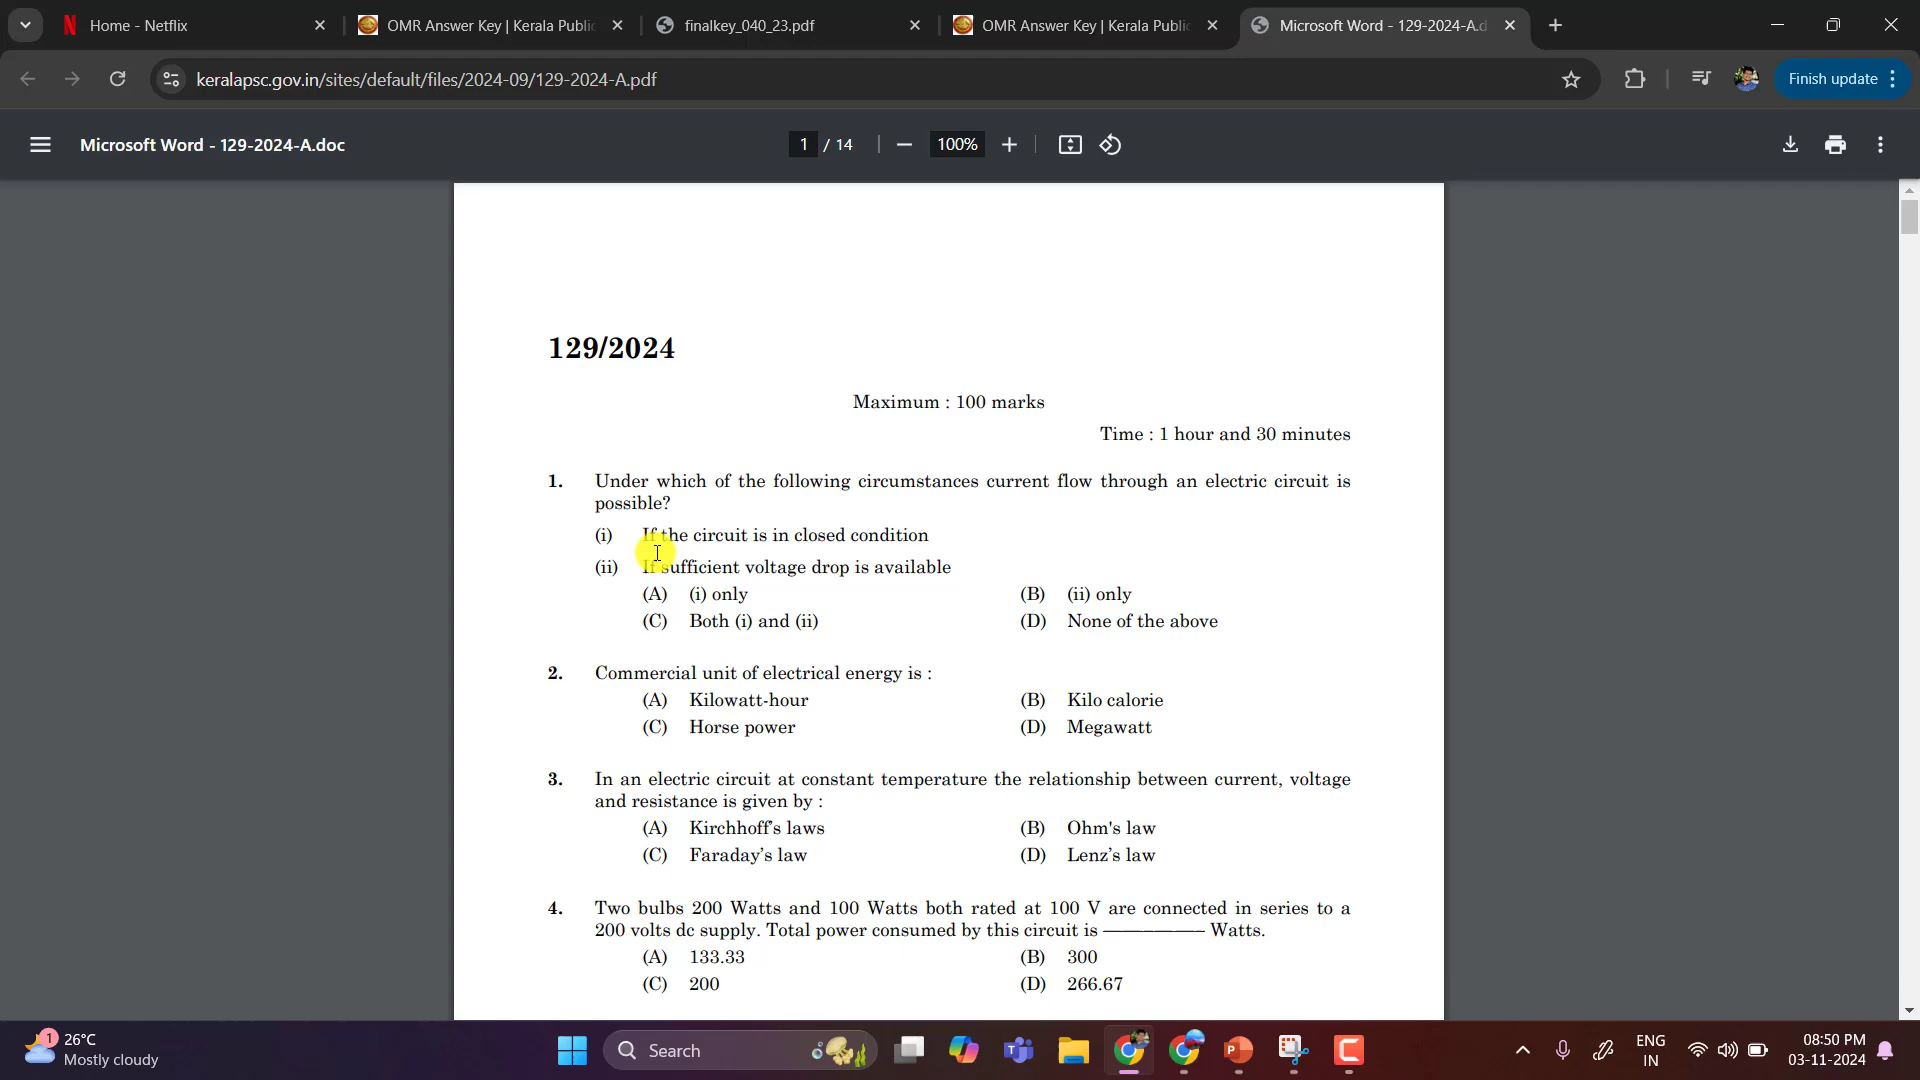 Home - Netflix
OMR Answer Key | Kerala Public
finalkey_040_23.pdf
OMR Answer Key | Kerala Public
Microsoft Word - 129-2024-A.d
keralapsc.gov.in/sites/default/files/2024-09/129-2024-A.pdf
Finish update
Microsoft Word - 129-2024-A.doc
1 / 14
100%
129/2024
Maximum : 100 marks
Time : 1 hour and 30 minutes
1. Under which of the following circumstances current flow through an electric circuit is
possible?
(i) If the circuit is in closed condition
(ii) If sufficient voltage drop is available
(A) (i) only (B) (ii) only
(C) Both (i) and (ii) (D) None of the above
2. Commercial unit of electrical energy is :
(A) Kilowatt-hour (B) Kilo calorie
(C) Horse power (D) Megawatt
3. In an electric circuit at constant temperature the relationship between current, voltage
and resistance is given by :
(A) Kirchhoff's laws (B) Ohm's law
(C) Faraday's law (D) Lenz's law
4. Two bulbs 200 Watts and 100 Watts both rated at 100 V are connected in series to a
200 volts dc supply. Total power consumed by this circuit is ————— Watts.
(A) 133.33 (B) 300
(C) 200 (D) 266.67
1
26°C
Mostly cloudy
Search
ENG
IN
08:50 PM
03-11-2024